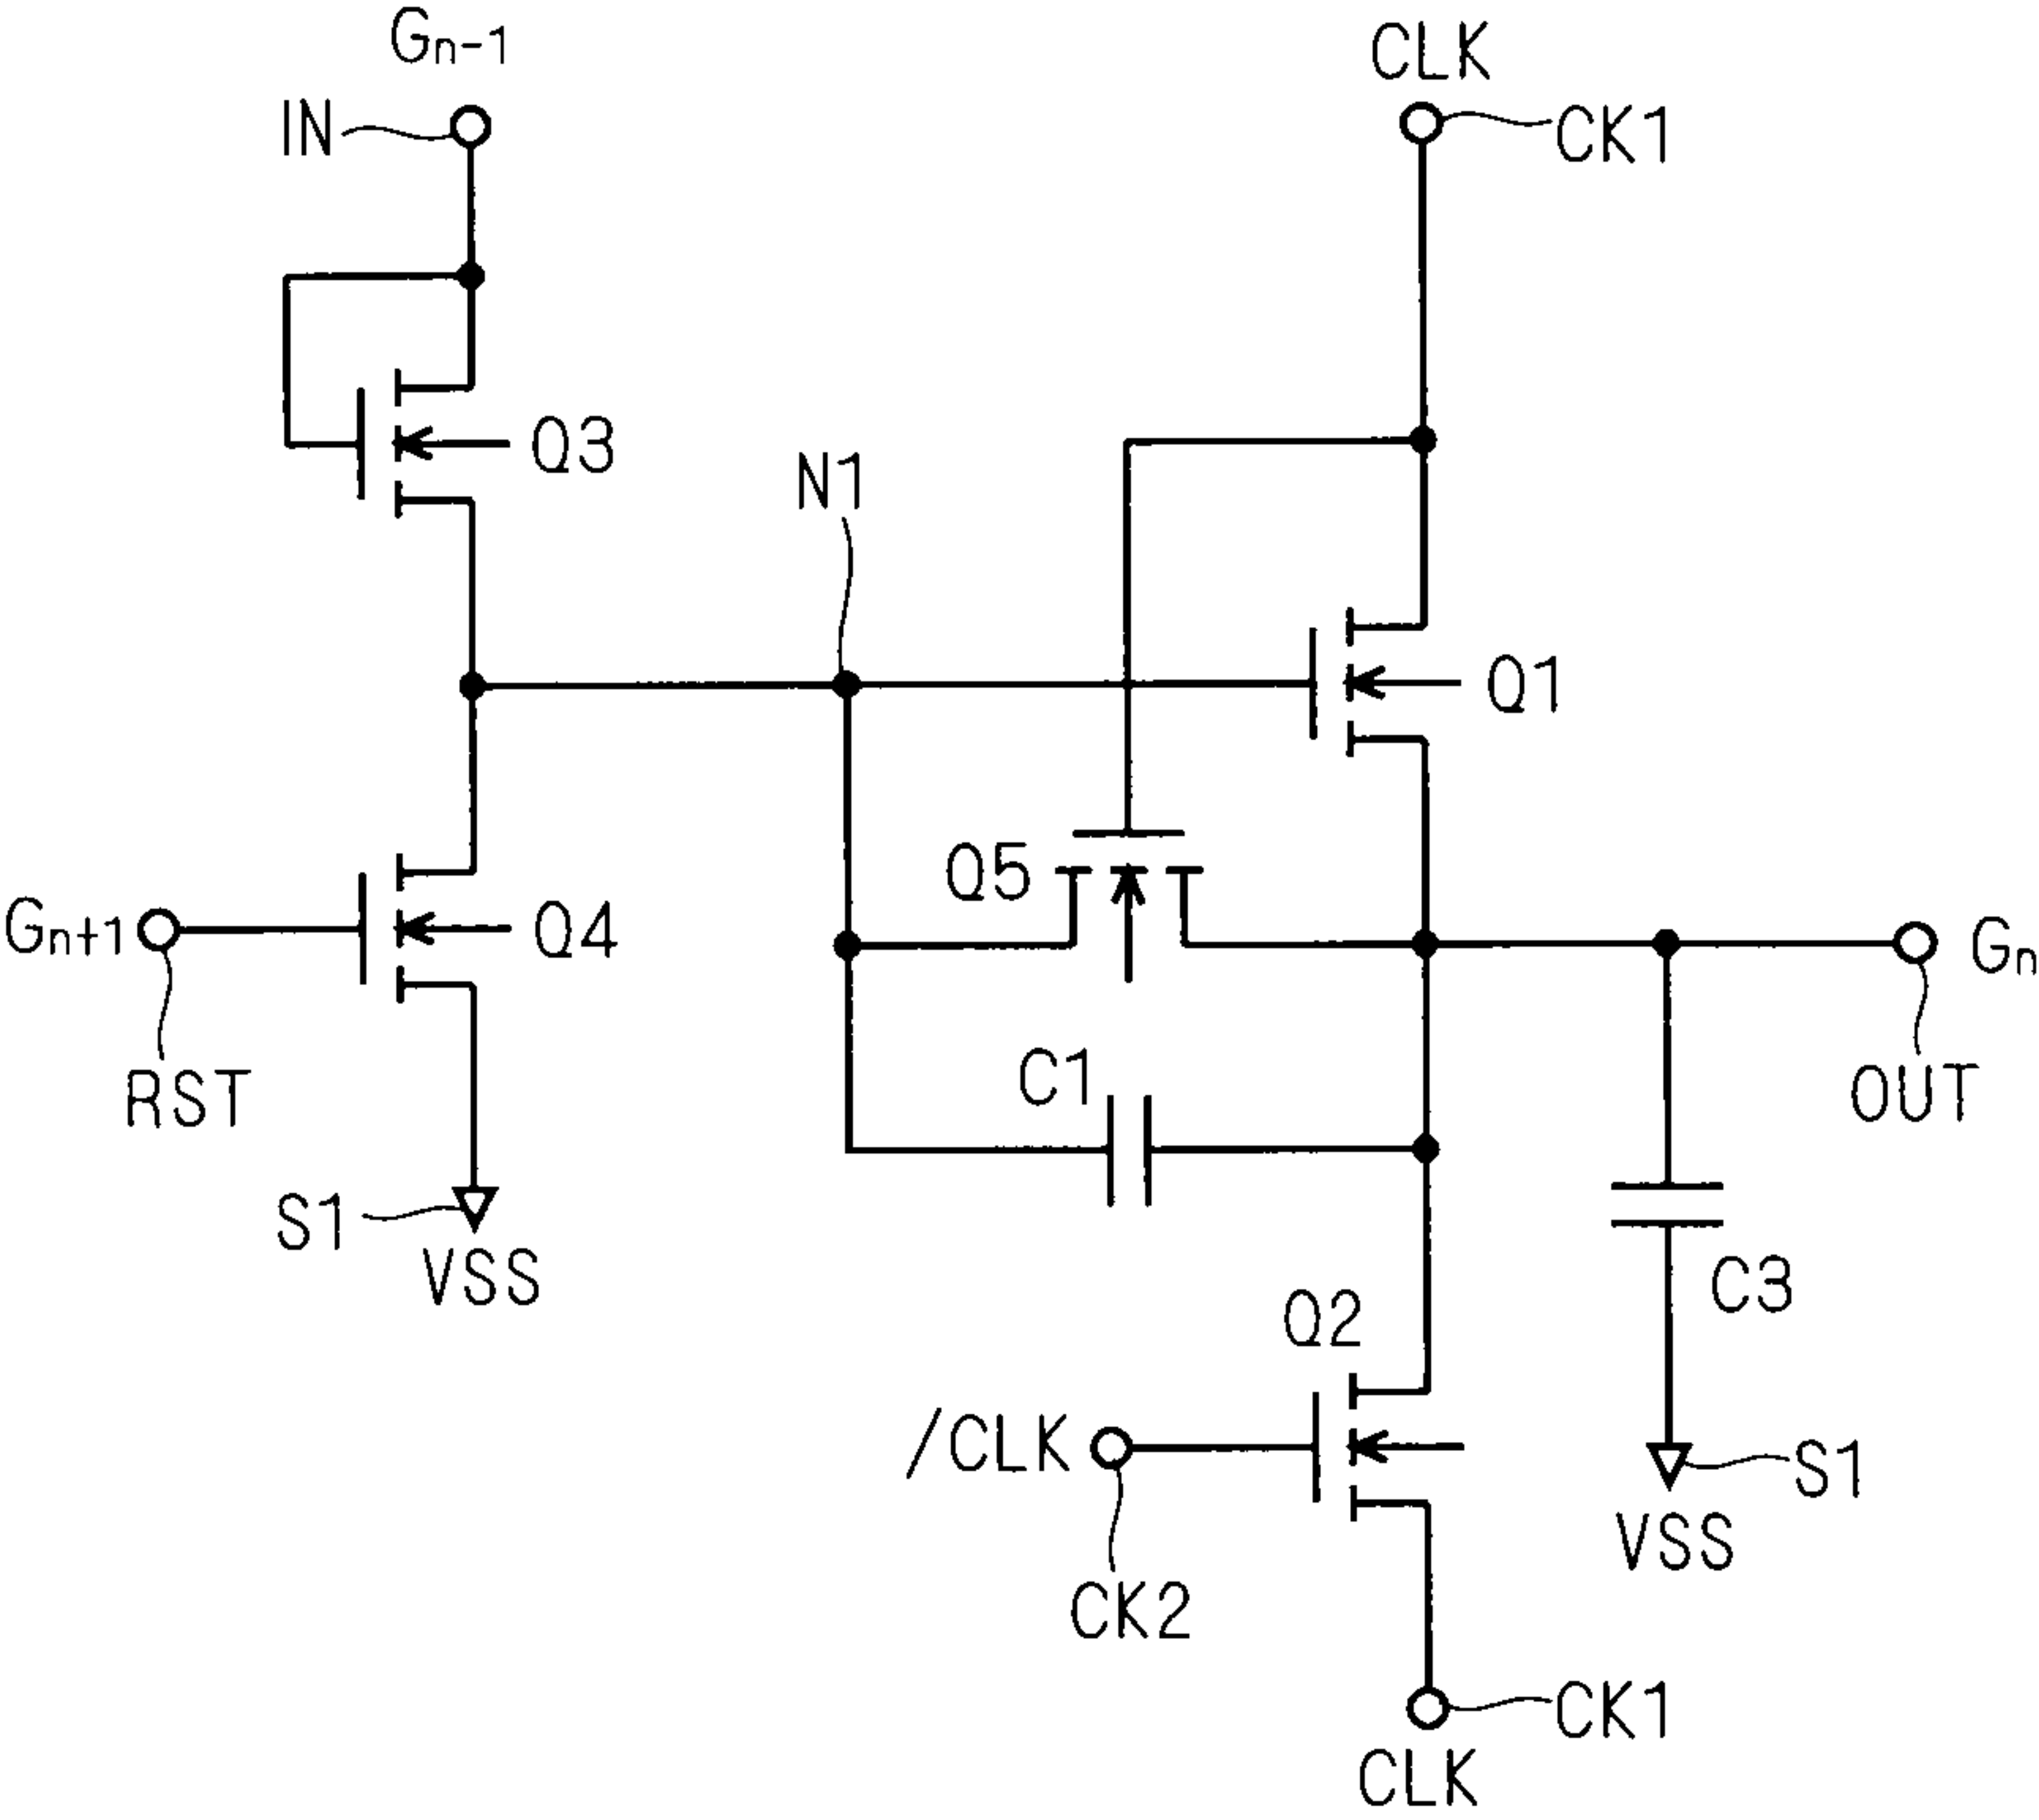 Gn-1
IN
CLK
CK1
Q3
N1
Q1
Q5
Gn+1
Q4
Gn
RST
C1
OUT
S1
VSS
C3
Q2
/CLK
S1
VSS
CK2
CK1
CLK